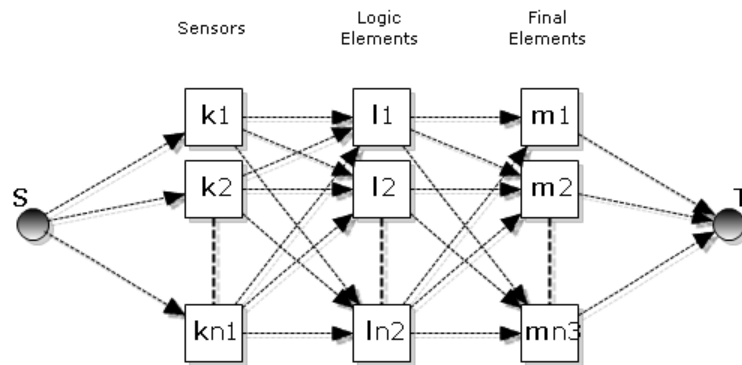 Sensors
Logic
Elements
Final
Elements
k1
l1
m1
k2
l2
m2
S
T
kn1
ln2
mn3